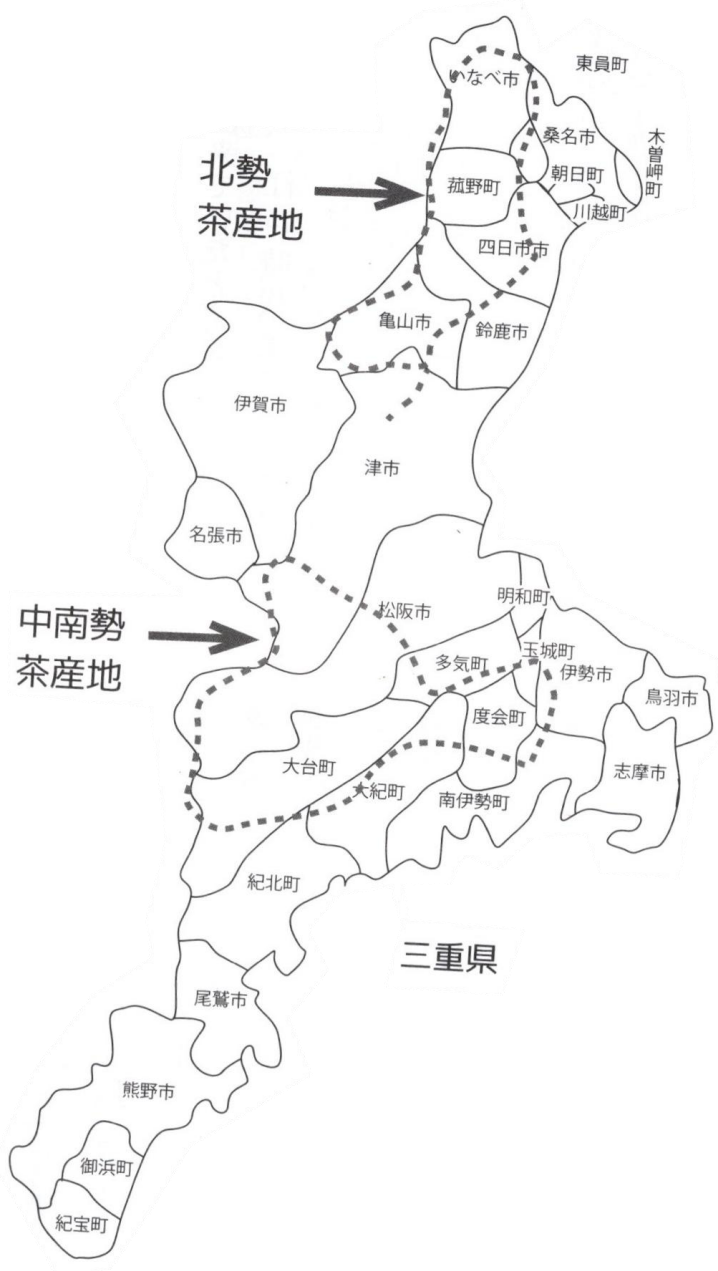 東員町
いなべ市
桑名市
木曽岬町
朝日町
北勢
茶産地
菰野町
川越町
四日市市
亀山市
鈴鹿市
伊賀市
津市
名張市
中南勢
茶産地
松阪市
明和町
玉城町
多気町
伊勢市
鳥羽市
度会町
大台町
志摩市
大紀町
南伊勢町
紀北町
三重県
尾鷲市
熊野市
御浜町
紀宝町